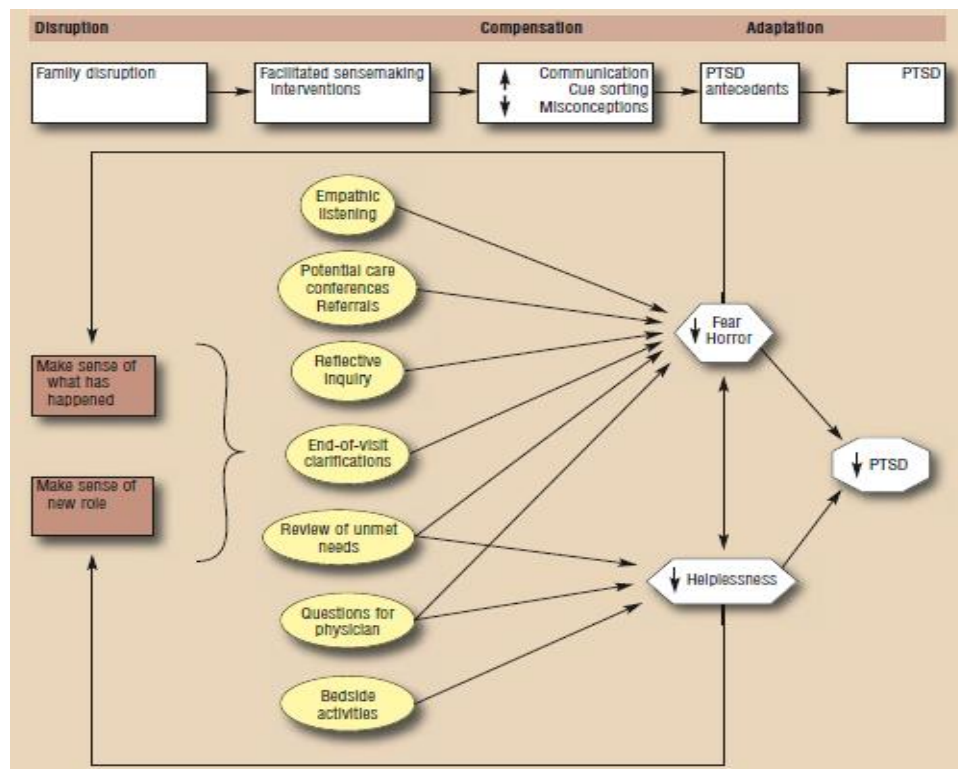 Disruption
Compensation
Adaptation
Family disruption
Facilitated sensemaking
interventions
Communication
Cue sorting
Misconceptions
PTSD
antecedents
PTSD
Empathic
listening
Potential care
conferences
Referrals
Reflective
inquiry
End-of-visit
clarifications
Review of unmet
needs
Questions for
physician
Bedside
activities
Make sense of
what has
happened
Make sense of
new role
Fear
Horror
Helplessness
PTSD